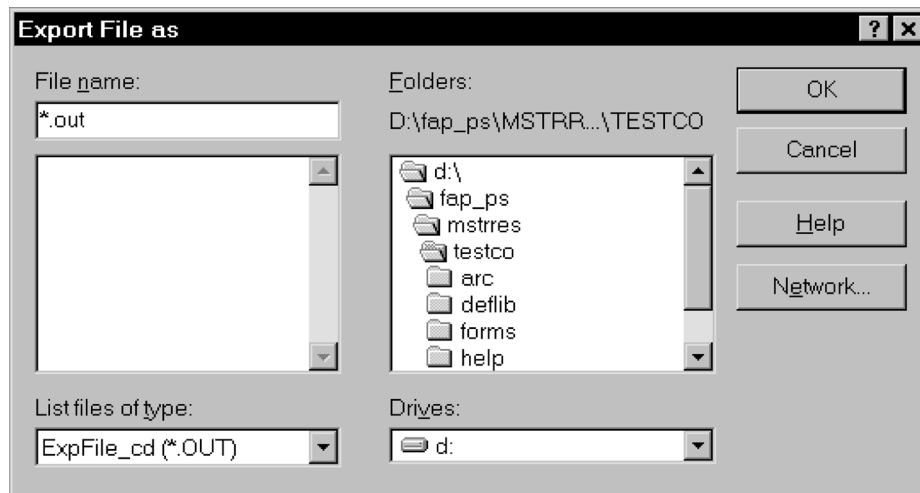 Export File as
File name:
*.out
Folders:
D:\fap_ps\MSTRR...\TESTCO
d:\
fap_ps
mstrres
testco
arc
deflib
forms
help
OK
Cancel
Help
Network...
List files of type:
ExpFile_cd (*.OUT)
Drives:
d: